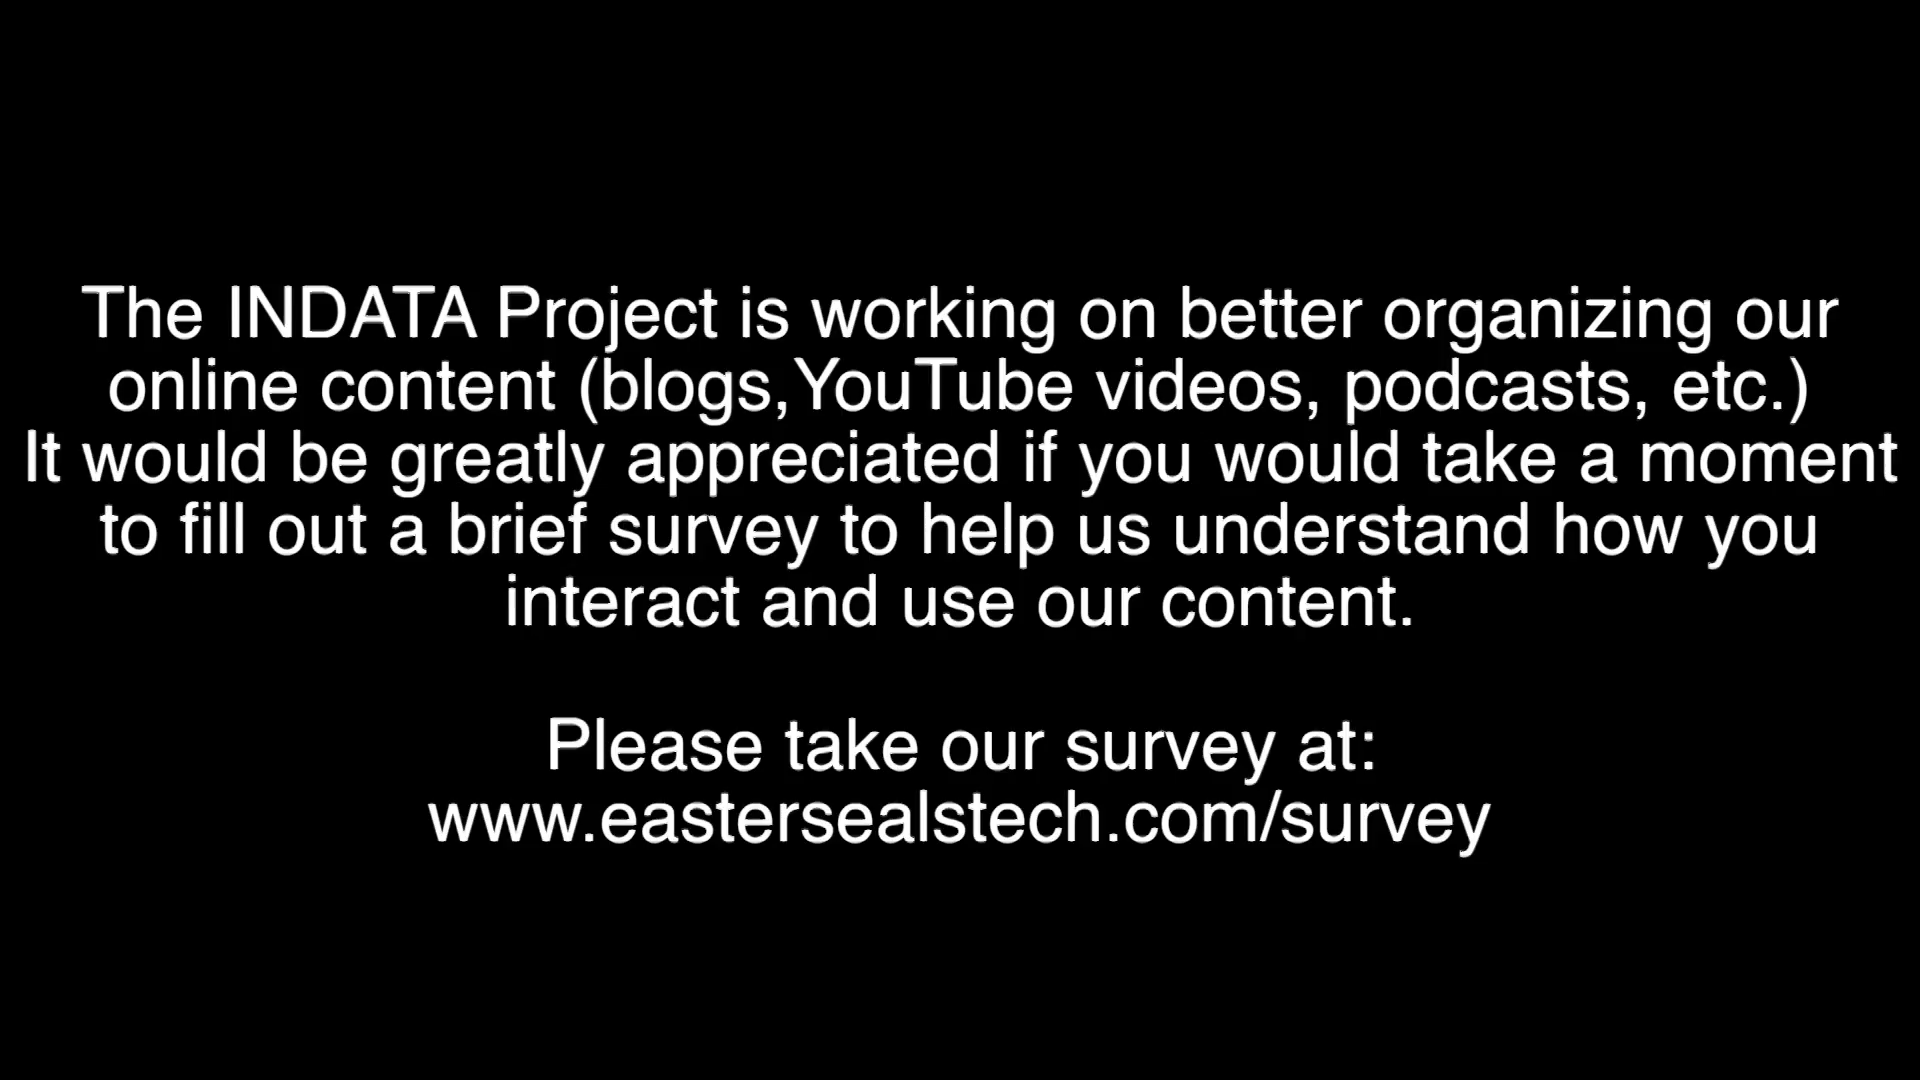 The INDATA Project is working on better organizing our
online content (blogs,YouTube videos, podcasts, etc.)
It would be greatly appreciated if you would take a moment
to fill out a brief survey to help us understand how you
interact and use our content.
Please take our survey at:
www.eastersealstech.com/survey